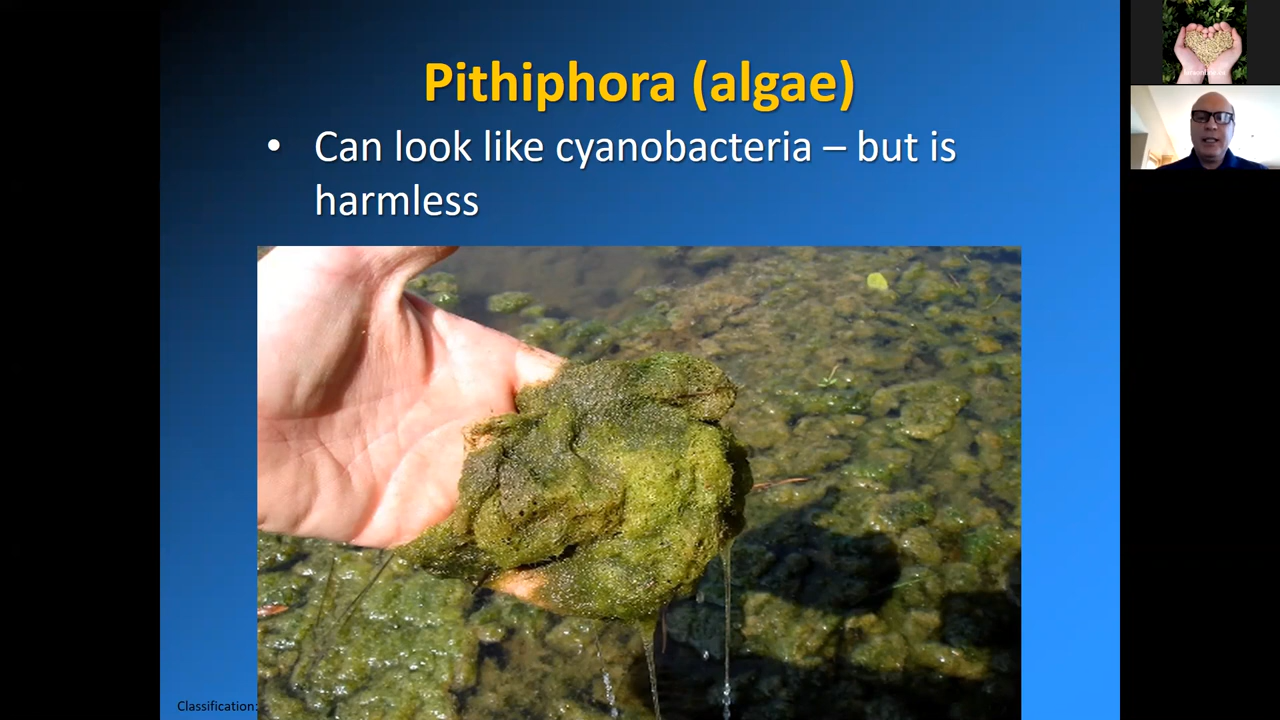 Pithiphora (algae)
• Can look like cyanobacteria – but is
harmless
Classification: